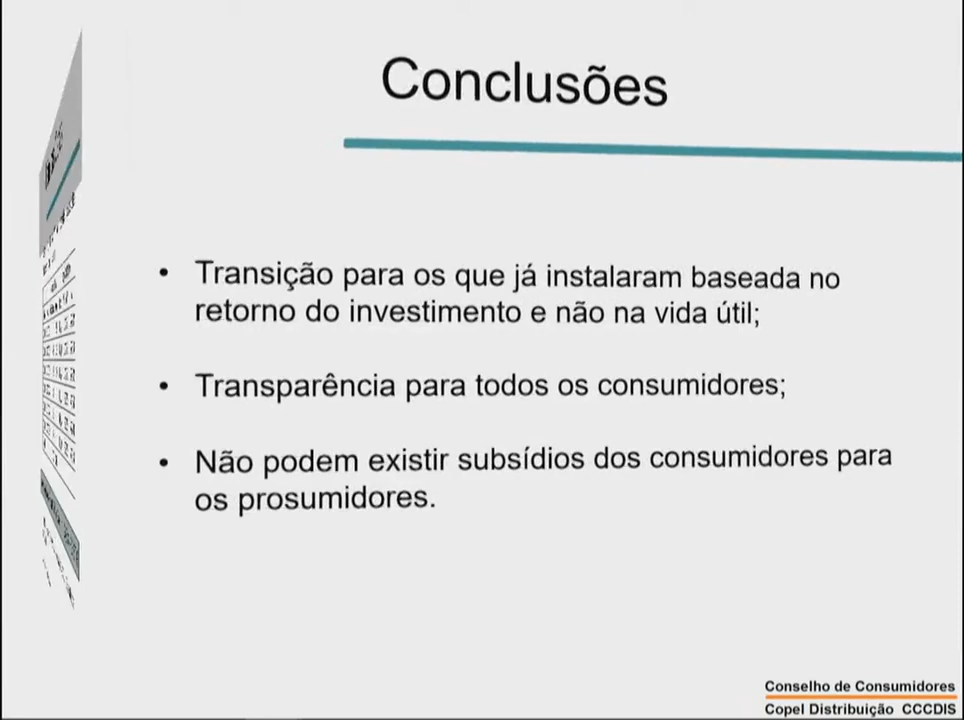 Conclusões
• Transição para os que já instalaram baseada no
retorno do investimento e não na vida útil;
• Transparência para todos os consumidores;
• Não podem existir subsídios dos consumidores para
os prosumidores.
Conselho de Consumidores
Copel Distribuição CCCDIS